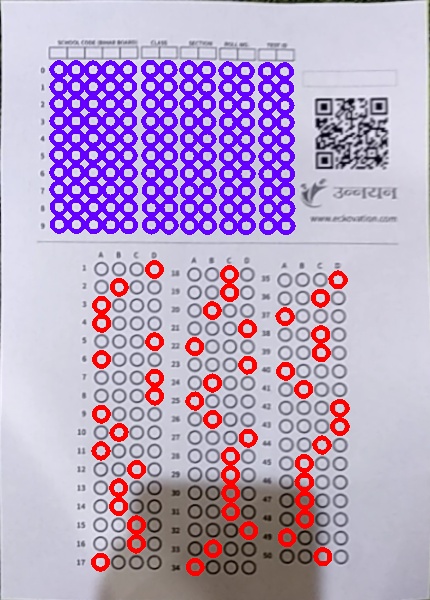 SCHOOL CODE (BIHAR BOARD) CLASS SECTION ROLL NO. TEST ID
0
1
2
3
4
5
6
7
8
9
उन्नयन
www.eckovation.com
A B C D A B C D A B C D
1 18 35
2 19 36
3 20 37
4 21 38
5 22 39
6 23 40
7 24 41
8 25 42
9 26 43
10 27 44
11 28 45
12 29 46
13 30 47
14 31 48
15 32 49
16 33 50
17 34